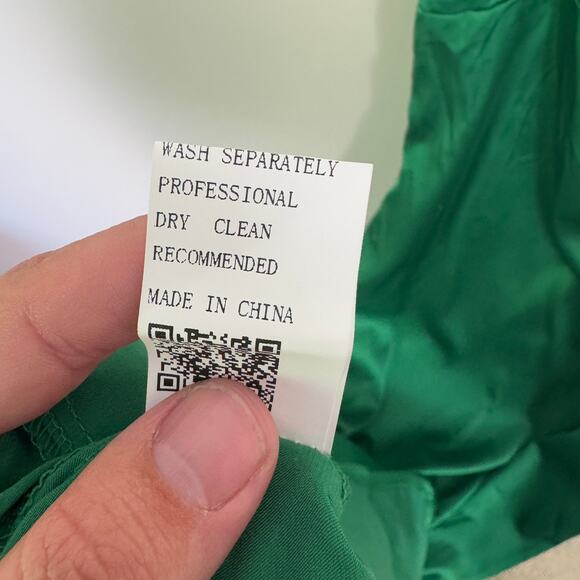 WASH SEPARATELY
PROFESSIONAL
DRY CLEAN
RECOMMENDED
MADE IN CHINA